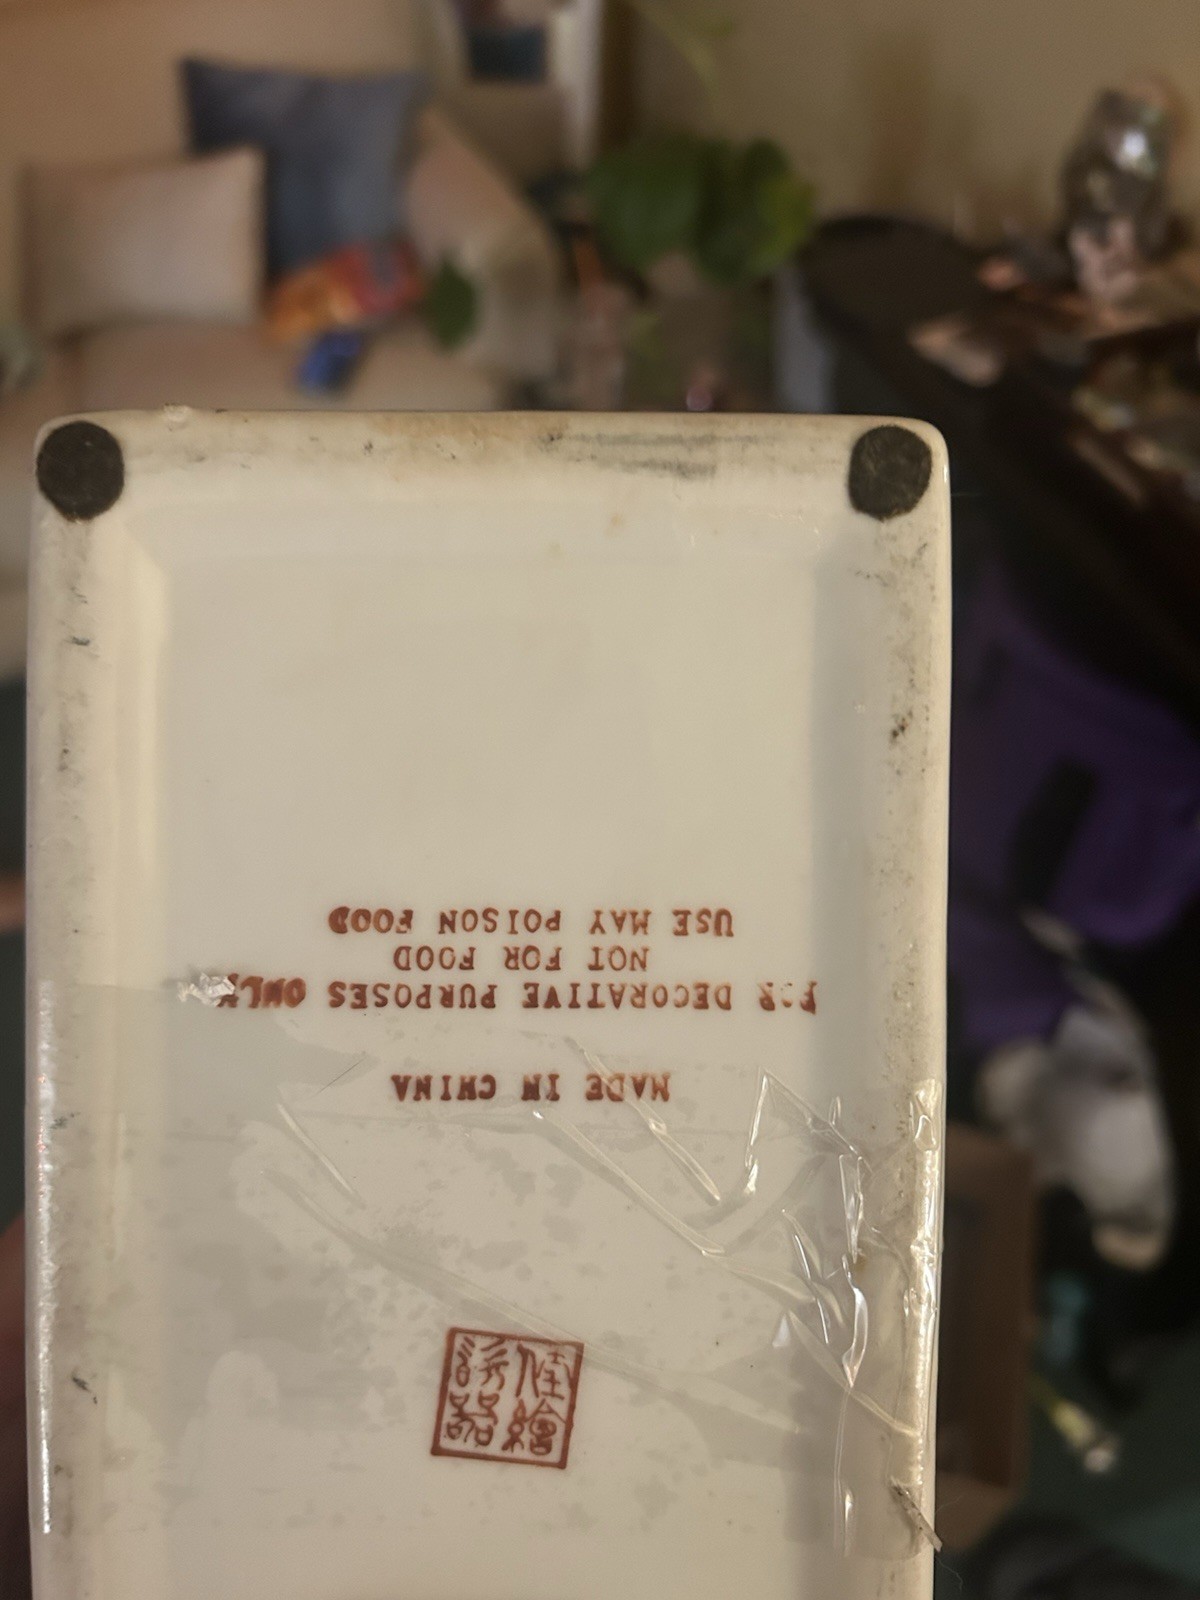 MADE IN CHINA
FOR DECORATIVE PURPOSES ONLY
NOT FOR FOOD
USE MAY POISON FOOD
佳繪